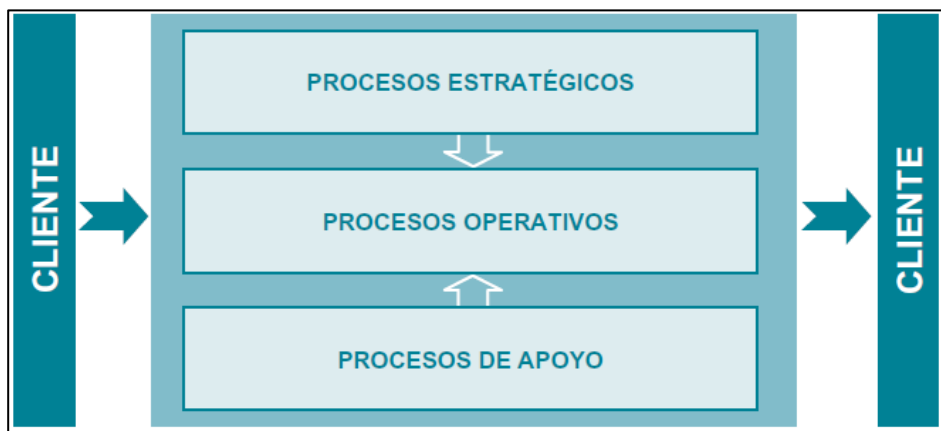 CLIENTE
PROCESOS ESTRATÉGICOS
PROCESOS OPERATIVOS
PROCESOS DE APOYO
CLIENTE